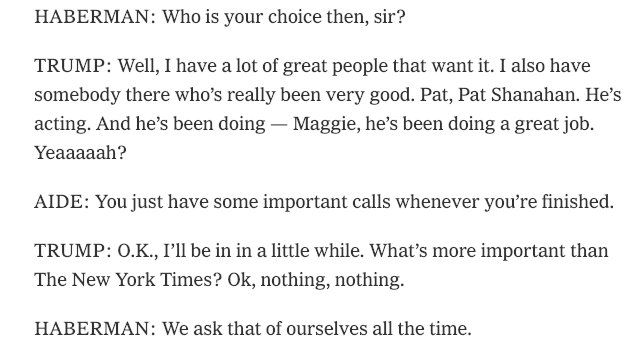 HABERMAN: Who is your choice then, sir?
TRUMP: Well, I have a lot of great people that want it. I also have
somebody there who’s really been very good. Pat, Pat Shanahan. He’s
acting. And he’s been doing — Maggie, he’s been doing a great job.
Yeaaaaah?
AIDE: You just have some important calls whenever you’re finished.
TRUMP: O.K., I’ll be in in a little while. What’s more important than
The New York Times? Ok, nothing, nothing.
HABERMAN: We ask that of ourselves all the time.